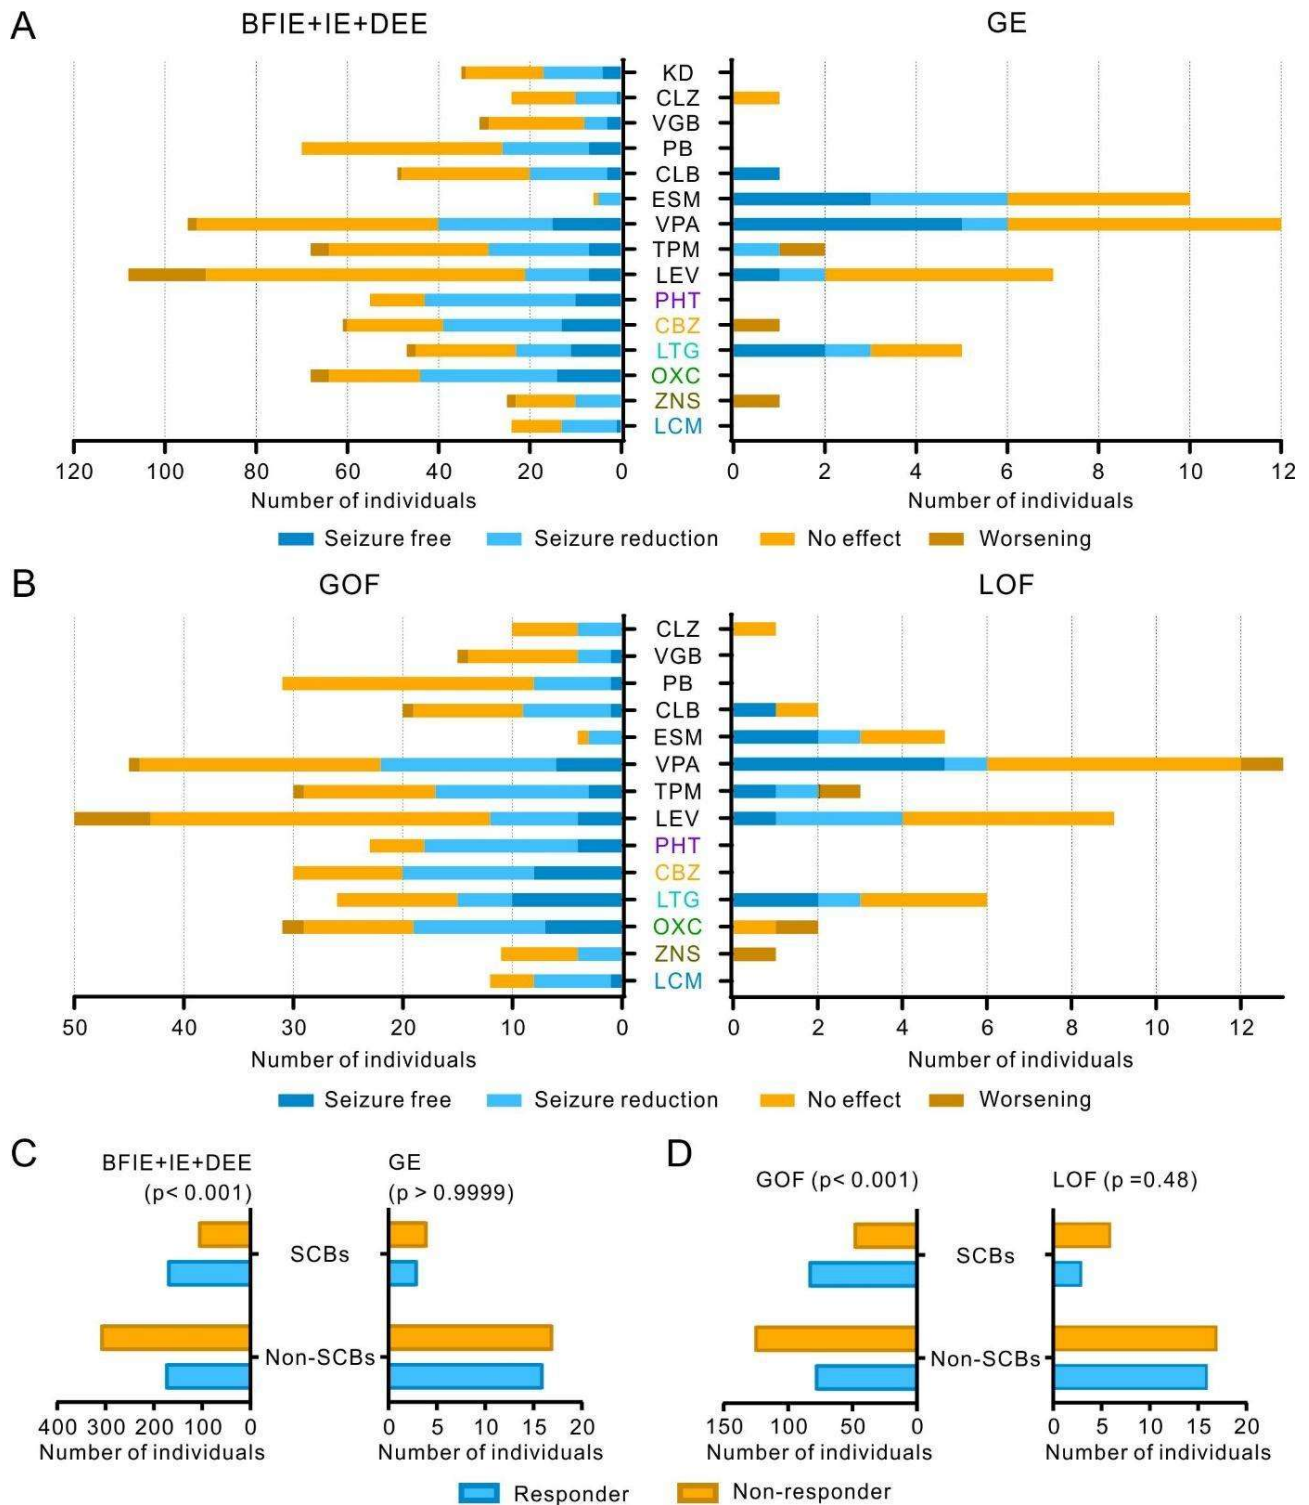 A
BFIE+IE+DEE
GE
KD
CLZ
VGB
PB
CLB
ESM
VPA
TPM
LEV
PHT
CBZ
LTG
OXC
ZNS
LCM
120 100 80 60 40 20 0
0 2 4 6 8 10 12
Number of individuals
Number of individuals
Seizure free Seizure reduction No effect Worsening
B
GOF
LOF
CLZ
VGB
PB
CLB
ESM
VPA
TPM
LEV
PHT
CBZ
LTG
OXC
ZNS
LCM
50 40 30 20 10 0
0 2 4 6 8 10 12
Number of individuals
Number of individuals
Seizure free Seizure reduction No effect Worsening
C
BFIE+IE+DEE
(p< 0.001)
GE
(p > 0.9999)
SCBs
Non-SCBs
400 300 200 100 0
0 5 10 15 20
Number of individuals
Number of individuals
D
GOF (p< 0.001)
LOF (p =0.48)
SCBs
Non-SCBs
150 100 50 0
0 5 10 15 20
Number of individuals
Number of individuals
Responder Non-responder